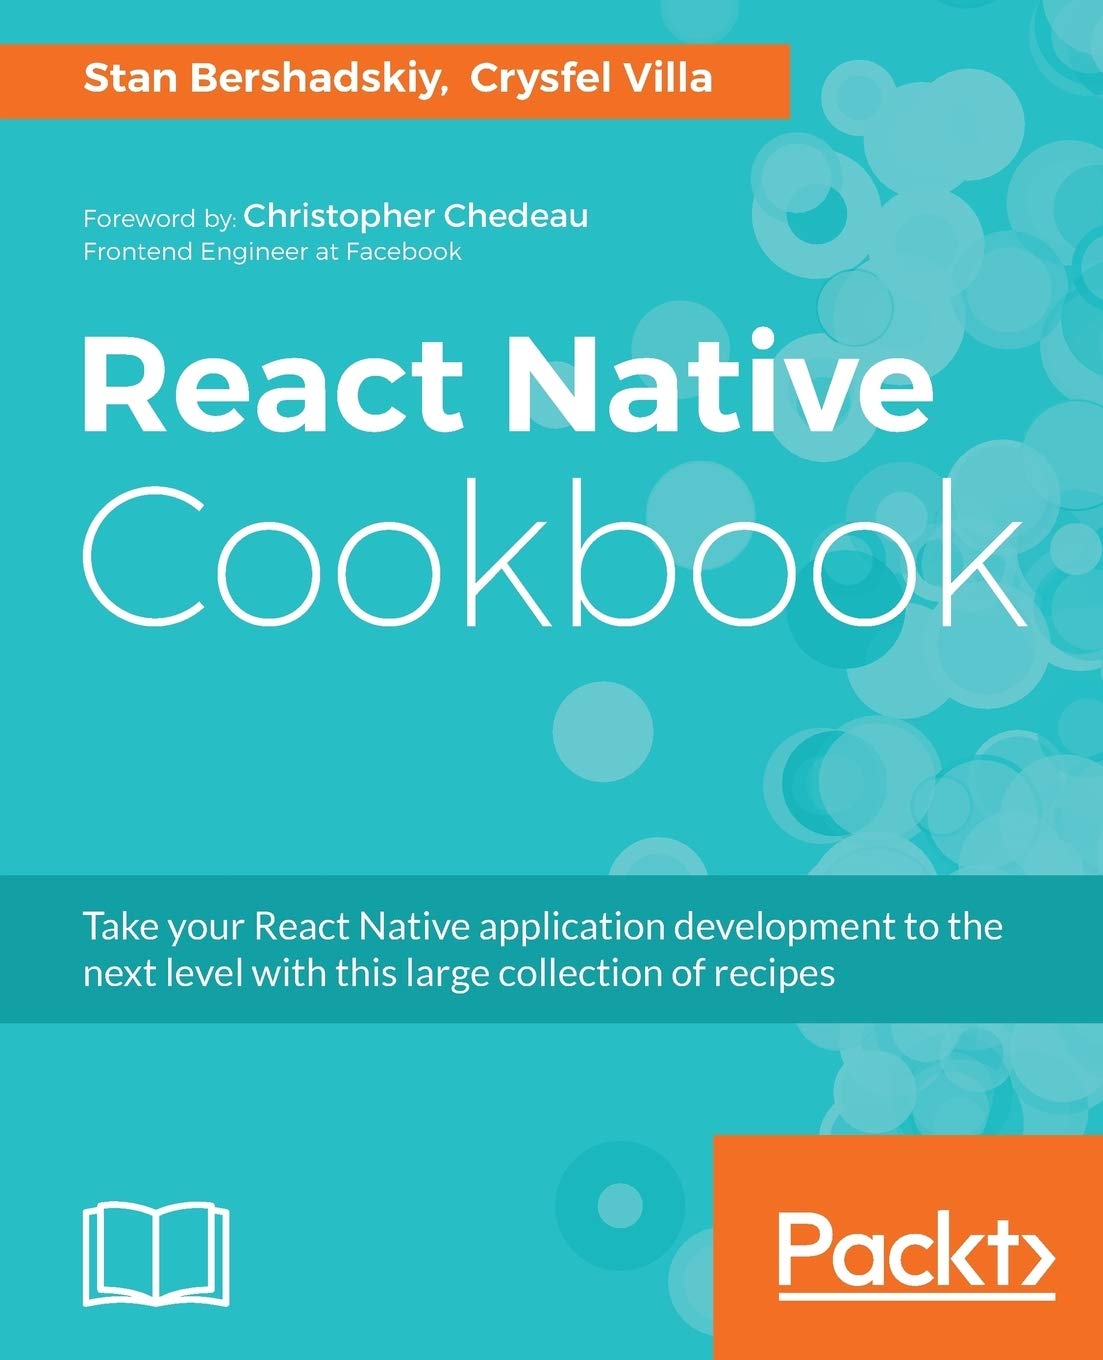 Stan Bershadskiy, Crysfel Villa
Foreword by: Christopher Chedeau
Frontend Engineer at Facebook
React Native
Cookbook
Take your React Native application development to the
next level with this large collection of recipes
Packt>